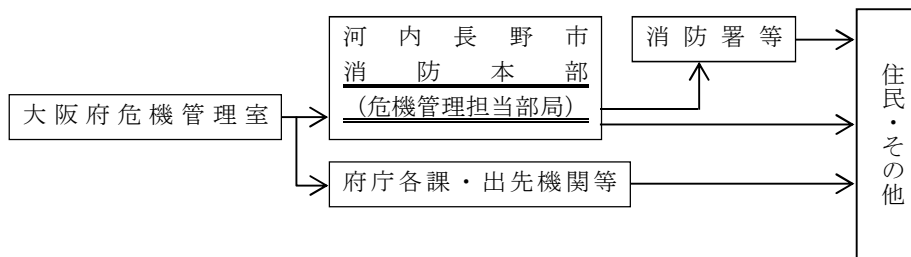 大阪府危機管理室
河内長野市
消防本部
(危機管理担当部局)
消防署等
府庁各課・出先機関等
住民・その他